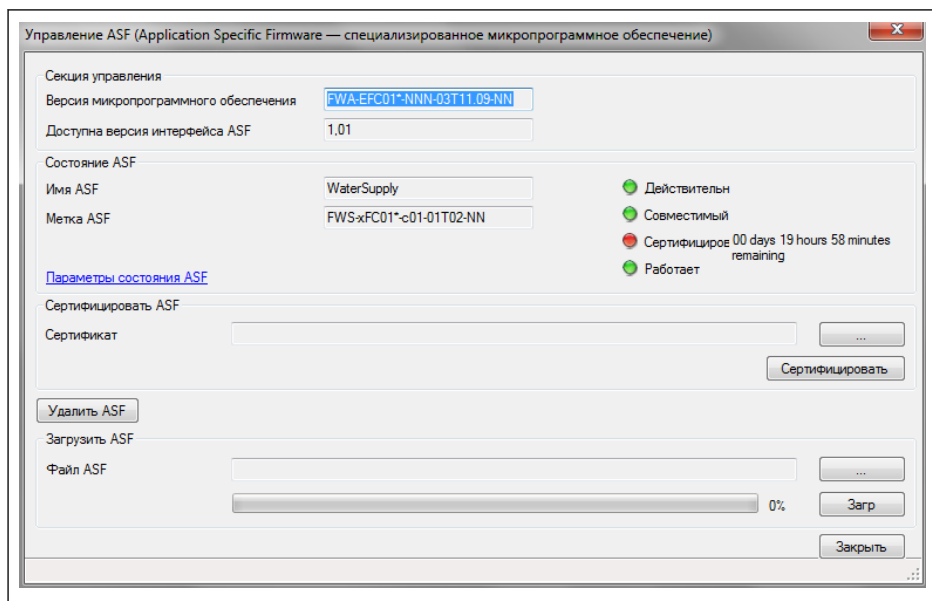 Управление ASF (Application Specific Firmware — специализированное микропрограммное обеспечение)
Секция управления
Версия микропрограммного обеспечения
FWA-EFC01*-NNN-03T11.09-NN
Доступна версия интерфейса ASF
1,01
Состояние ASF
Имя ASF
WaterSupply
Действительн
Метка ASF
FWS-xFC01*-c01-01T02-NN
Совместимый
Сертифициров 00 days 19 hours 58 minutes
remaining
Работает
Параметры состояния ASF
Сертифицировать ASF
Сертификат
...
Сертифицировать
Удалить ASF
Загрузить ASF
Файл ASF
...
0%
Загр
Закрыть